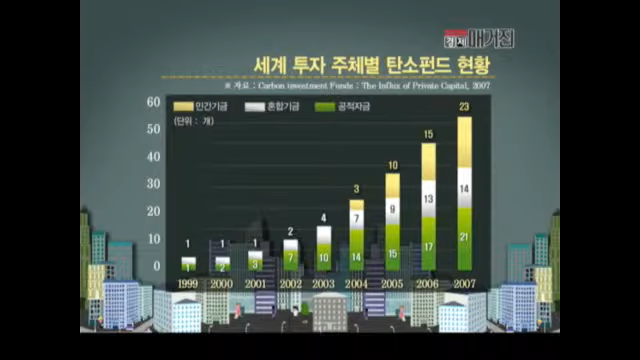 경제매거진
세계 투자 주체별 탄소펀드 현황
※ 자료 : Carbon investment Funds : The Influx of Private Capital, 2007
60 민간기금 혼합기금 공적자금
(단위 : 개)
50
40
30
20
10
0
1 1 1 2 4 3 10 15 23
7 9 13 14
1 2 3 7 10 14 15 17 21
1999 2000 2001 2002 2003 2004 2005 2006 2007